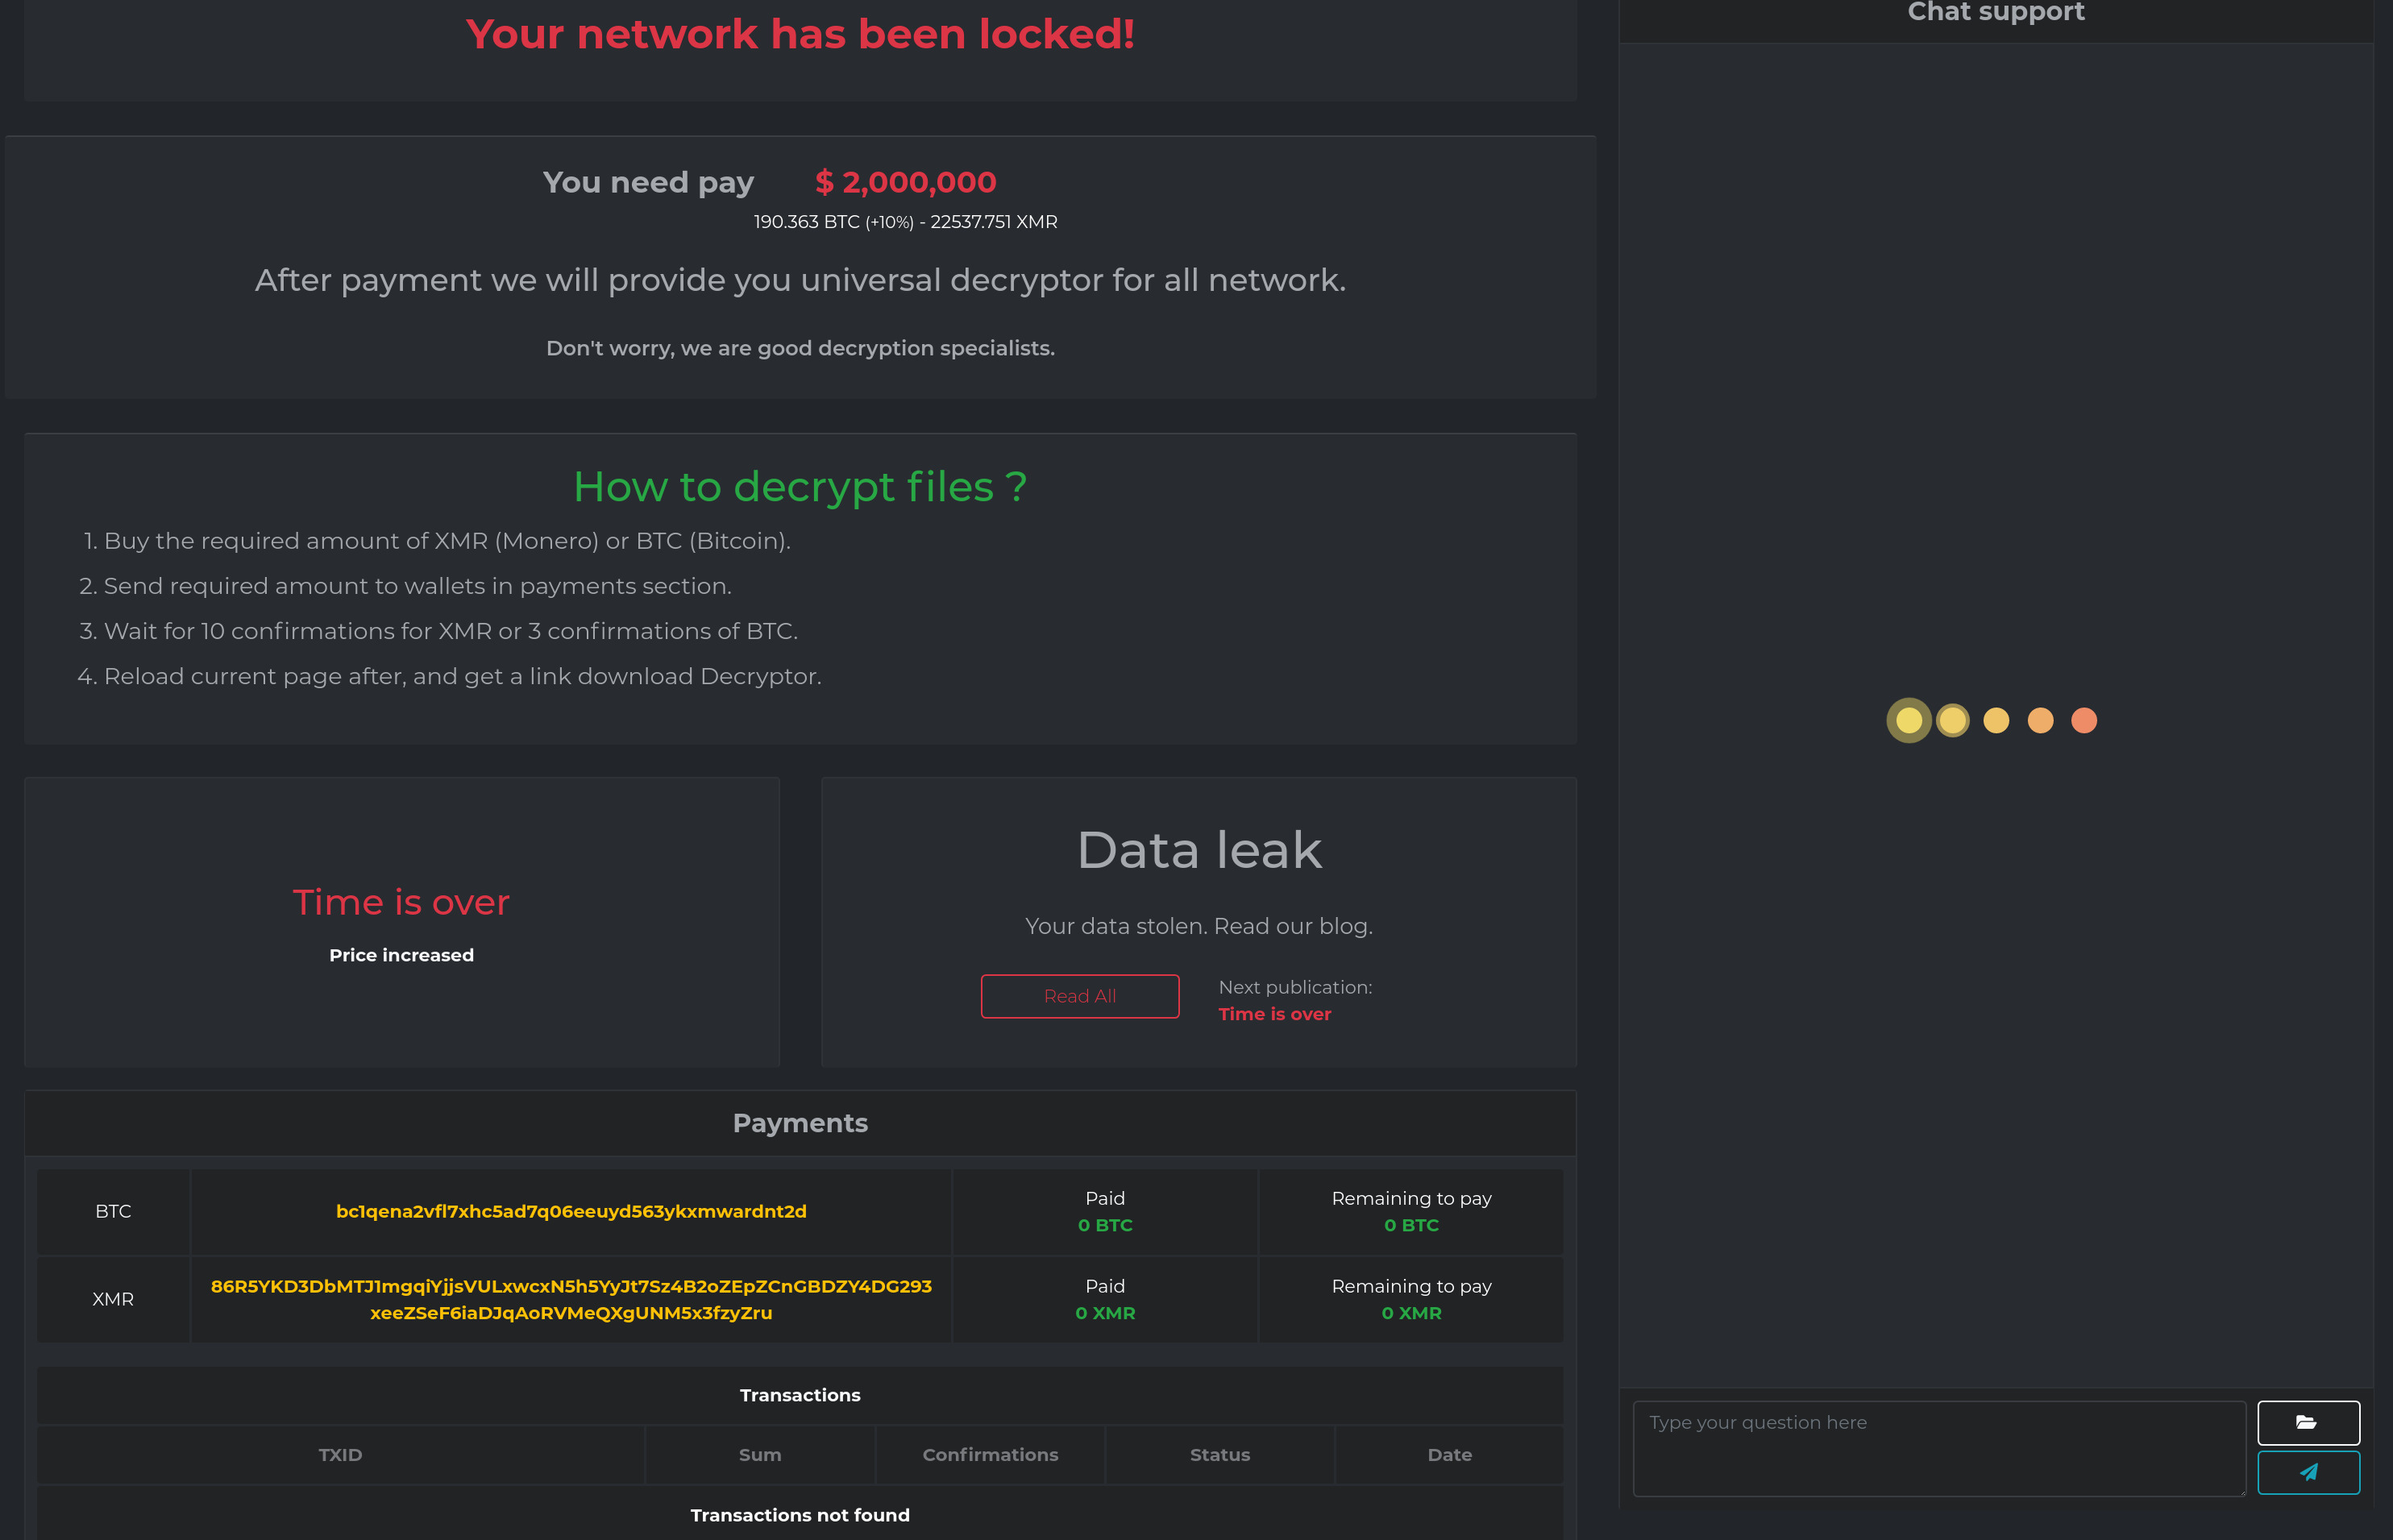 Your network has been locked!
You need pay $ 2,000,000
190.363 BTC (+10%) - 22537.751 XMR
After payment we will provide you universal decryptor for all network.
Don't worry, we are good decryption specialists.
How to decrypt files ?
1. Buy the required amount of XMR (Monero) or BTC (Bitcoin).
2. Send required amount to wallets in payments section.
3. Wait for 10 confirmations for XMR or 3 confirmations of BTC.
4. Reload current page after, and get a link download Decryptor.
Time is over
Price increased
Data leak
Your data stolen. Read our blog.
Read All
Next publication:
Time is over
Payments
BTC
bc1qena2vfl7xhc5ad7q06eeuyd563ykxmwardnt2d
Paid
0 BTC
Remaining to pay
0 BTC
XMR
86R5YKD3DbMTJ1mgqiYjjsVULxwcxN5h5YyJt7Sz4B2oZEpZCnGBDZY4DG293
xeeZSeF6iaDJqAoRVMeQXgUNM5x3fzyZru
Paid
0 XMR
Remaining to pay
0 XMR
Transactions
TXID Sum Confirmations Status Date
Transactions not found
Chat support
Type your question here